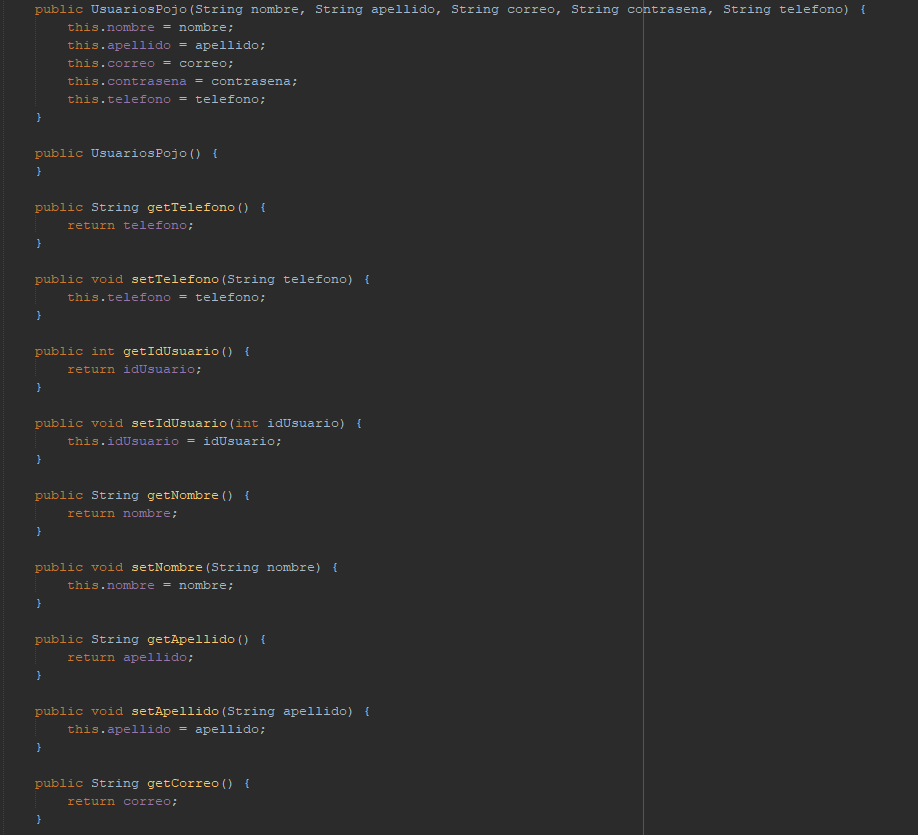 public UsuariosPojo(String nombre, String apellido, String correo, String contrasena, String telefono) {
this.nombre = nombre;
this.apellido = apellido;
this.correo = correo;
this.contrasena = contrasena;
this.telefono = telefono;
}
public UsuariosPojo() {
}
public String getTelefono() {
return telefono;
}
public void setTelefono(String telefono) {
this.telefono = telefono;
}
public int getIdUsuario() {
return idUsuario;
}
public void setIdUsuario(int idUsuario) {
this.idUsuario = idUsuario;
}
public String getNombre() {
return nombre;
}
public void setNombre(String nombre) {
this.nombre = nombre;
}
public String getApellido() {
return apellido;
}
public void setApellido(String apellido) {
this.apellido = apellido;
}
public String getCorreo() {
return correo;
}